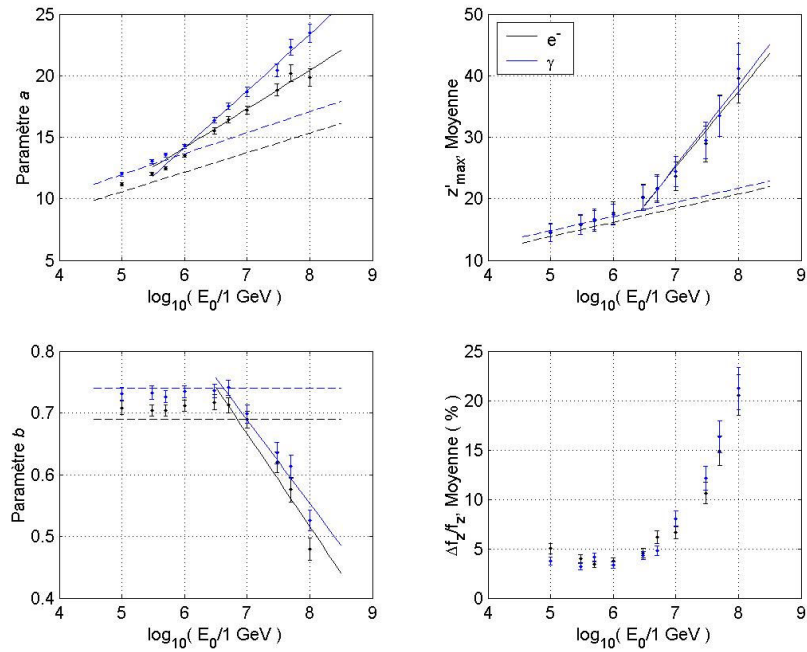 25
20
15
10
5
4 5 6 7 8 9
Paramètre a
log10( E0/1 GeV )
50
40
30
20
10
4 5 6 7 8 9
z'max, Moyenne
log10( E0/1 GeV )
e-
γ
0.8
0.7
0.6
0.5
0.4
4 5 6 7 8 9
Paramètre b
log10( E0/1 GeV )
25
20
15
10
5
0
4 5 6 7 8 9
Δfz/fz, Moyenne ( % )
log10( E0/1 GeV )